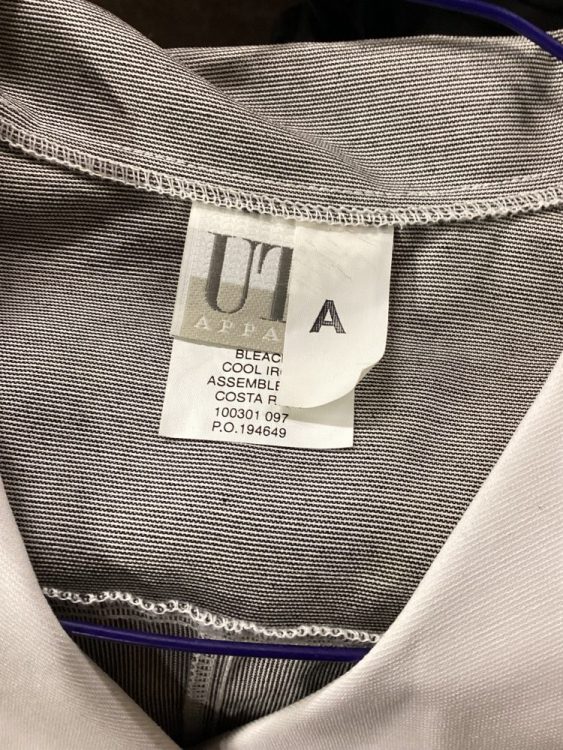 UT
APPA
A
BLEAC
COOL IR
ASSEMBLE
COSTA R
100301 097
P.O.194649